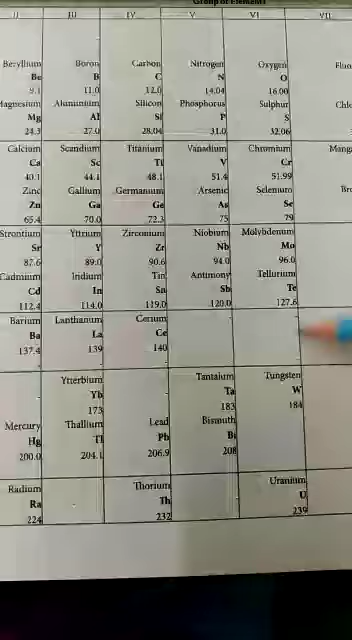 Group of Elements
II III IV V VI VII
Beryllium Boron Carbon Nitrogen Oxygen
Be B C N O
9.1 11.0 12.0 14.04 16.00
Magnesium Aluminium Silicon Phosphorus Sulphur
Mg Al Si P S
24.3 27.0 28.04 31.0 32.06
Calcium Scandium Titanium Vanadium Chromium
Ca Sc Ti V Cr
40.1 44.1 48.1 51.4 51.99
Zinc Gallium Germanium Arsenic Selenium
Zn Ga Ge As Se
65.4 70.0 72.3 75 79
Strontium Yttrium Zirconium Niobium Molybdenum
Sr Y Zr Nb Mo
87.6 89.0 90.6 94.0 96.0
Cadmium Indium Tin Antimony Tellurium
Cd In Sn Sb Te
112.4 114.0 119.0 120.0 127.6
Barium Lanthanum Cerium
Ba La Ce
137.4 139 140
Ytterbium Tantalum Tungsten
Yb Ta W
173 183 184
Mercury Thallium Lead Bismuth
Hg Tl Pb Bi
200.0 204.1 206.9 208
Radium Thorium Uranium
Ra Th U
224 232 239